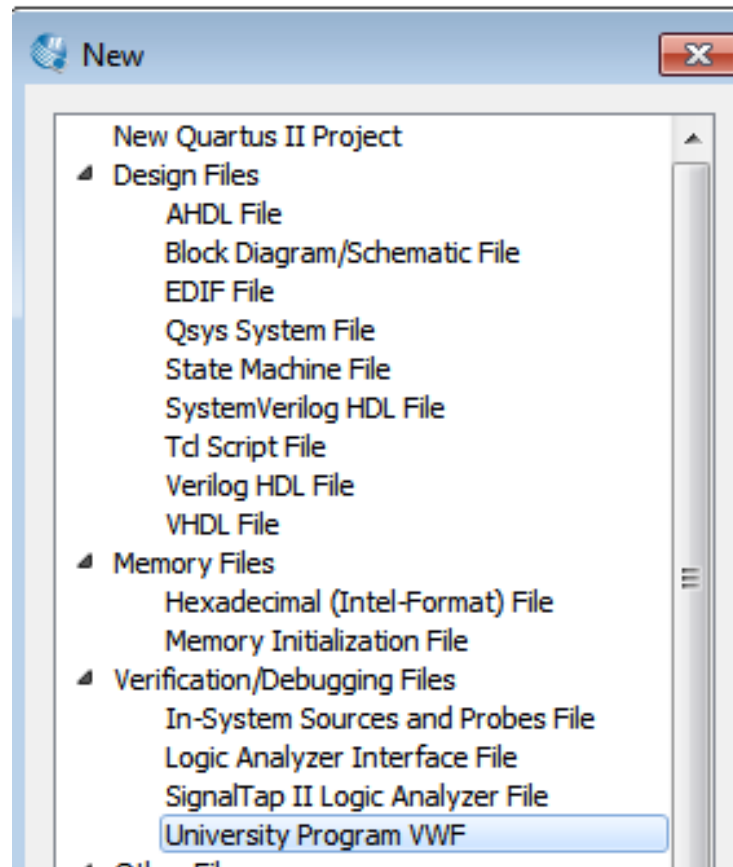 New
New Quartus II Project
Design Files
AHDL File
Block Diagram/Schematic File
EDIF File
Qsys System File
State Machine File
SystemVerilog HDL File
Tcl Script File
Verilog HDL File
VHDL File
Memory Files
Hexadecimal (Intel-Format) File
Memory Initialization File
Verification/Debugging Files
In-System Sources and Probes File
Logic Analyzer Interface File
SignalTap II Logic Analyzer File
University Program VWF